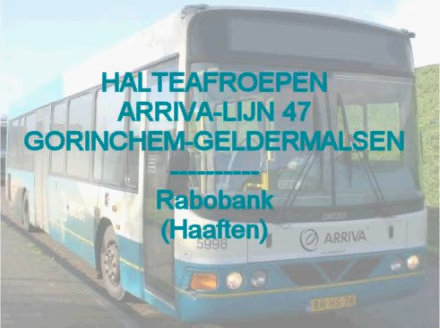 HALTEAFROEPEN
ARRIVA-LIJN 47
GORINCHEM-GELDERMALSEN
----------
Rabobank
(Haaften)
5998
ARRIVA